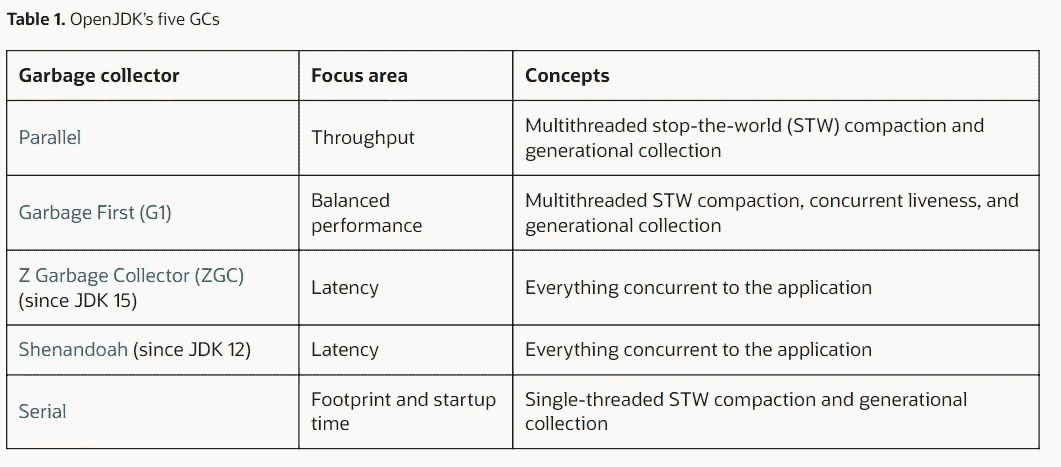 Table 1. OpenJDK's five GCs
Garbage collector
Focus area
Concepts
Parallel
Throughput
Multithreaded stop-the-world (STW) compaction and
generational collection
Garbage First (G1)
Balanced
performance
Multithreaded STW compaction, concurrent liveness, and
generational collection
Z Garbage Collector (ZGC)
(since JDK 15)
Latency
Everything concurrent to the application
Shenandoah (since JDK 12)
Latency
Everything concurrent to the application
Serial
Footprint and startup
time
Single-threaded STW compaction and generational
collection